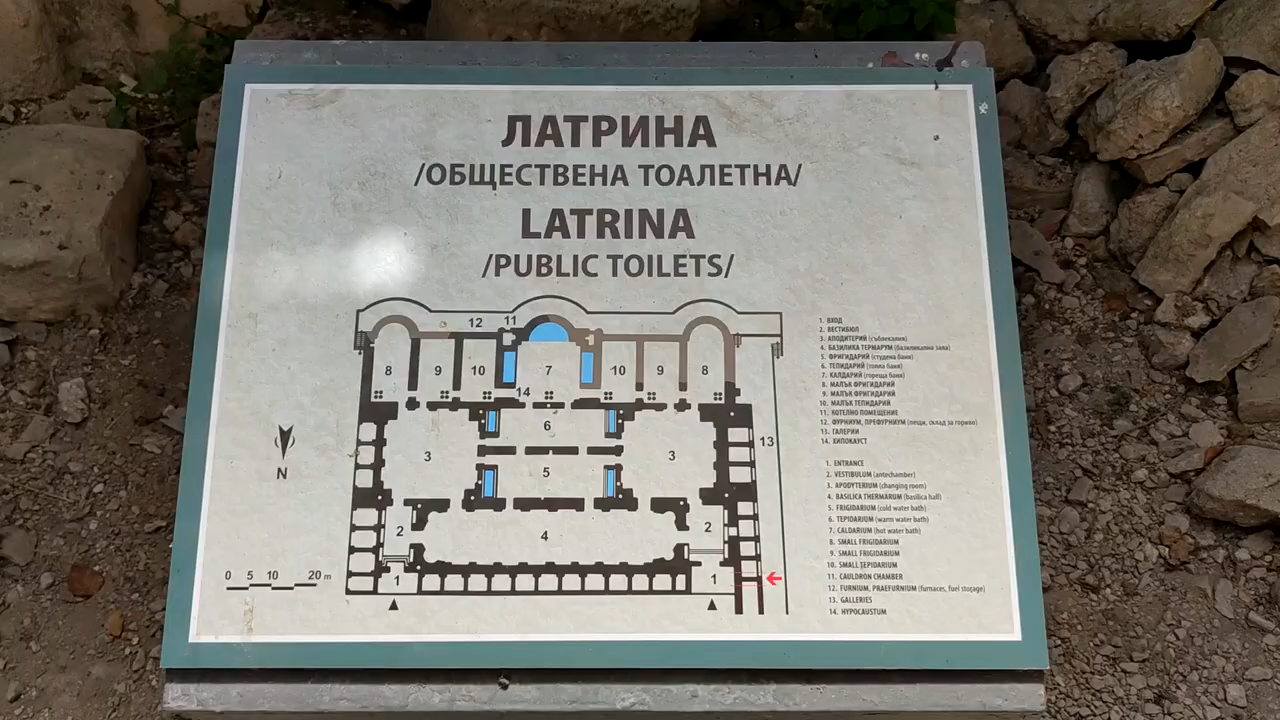 ЛАТРИНА
/ОБЩЕСТВЕНА ТОАЛЕТНА/
LATRINA
/PUBLIC TOILETS/
12 11
8 9 10 7 10 9 8
14
6
3 3 13
5
2 2
4
1 1
N
0 5 10 20 m
1. ВХОД
2. ВЕСТИБЮЛ
3. АПОДИТЕРИЙ (съблекалня)
4. БАЗИЛИКА ТЕРМАРУМ (базиликална зала)
5. ФРИГИДАРИЙ (студена баня)
6. ТЕПИДАРИЙ (топла баня)
7. КАЛДАРИЙ (гореща баня)
8. МАЛЪК ФРИГИДАРИЙ
9. МАЛЪК ФРИГИДАРИЙ
10. МАЛЪК ТЕПИДАРИЙ
11. КОТЕЛНО ПОМЕЩЕНИЕ
12. ФУРНИУМ, ПРЕФУРНИУМ (пещи, склад за гориво)
13. ГАЛЕРИИ
14. ХИПОКАУСТ
1. ENTRANCE
2. VESTIBULUM (antechamber)
3. APODYTERIUM (changing room)
4. BASILICA THERMARUM (basilica hall)
5. FRIGIDARIUM (cold water bath)
6. TEPIDARIUM (warm water bath)
7. CALDARIUM (hot water bath)
8. SMALL FRIGIDARIUM
9. SMALL FRIGIDARIUM
10. SMALL TEPIDARIUM
11. CAULDRON CHAMBER
12. FURNIUM, PRAEFURNIUM (furnaces, fuel storage)
13. GALLERIES
14. HYPOCAUSTUM